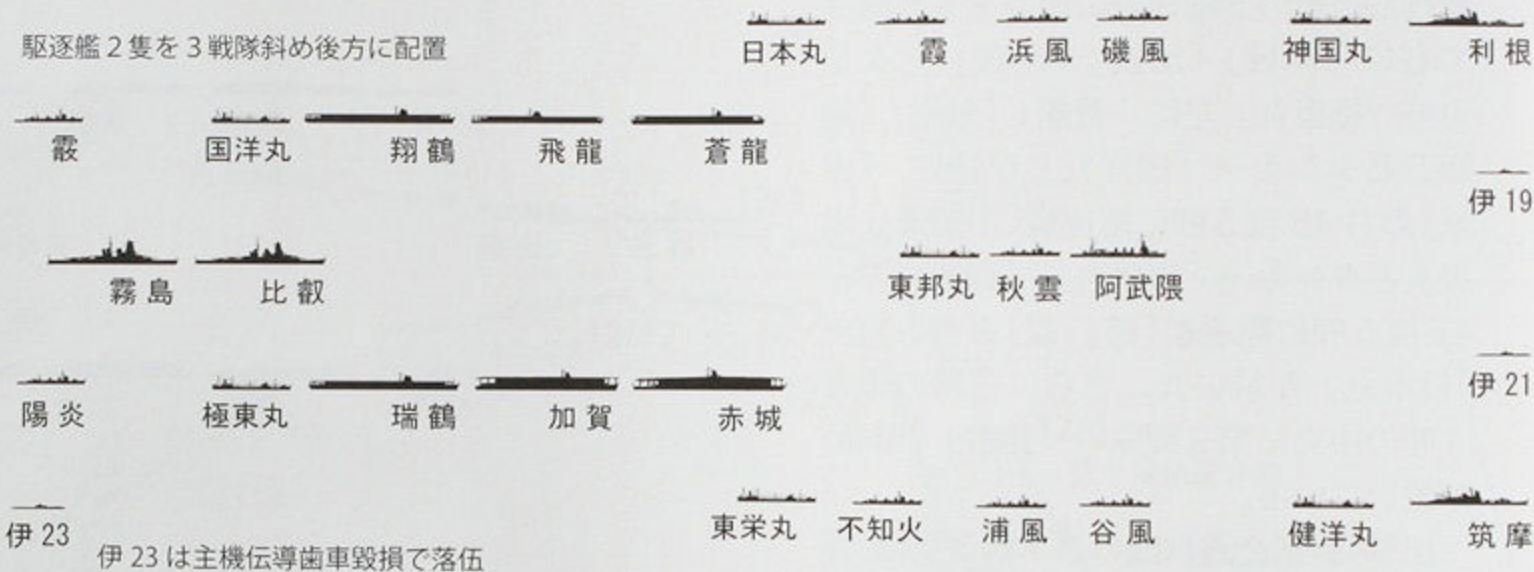 駆逐艦２隻を３戦隊斜め後方に配置
日本丸 霞 浜風 磯風 神国丸 利根
霰 国洋丸 翔鶴 飛龍 蒼龍
伊 19
霧島 比叡 東邦丸 秋雲 阿武隈
伊 21
陽炎 極東丸 瑞鶴 加賀 赤城
東栄丸 不知火 浦風 谷風 健洋丸 筑摩
伊 23
伊 23 は主機伝導歯車毀損で落伍